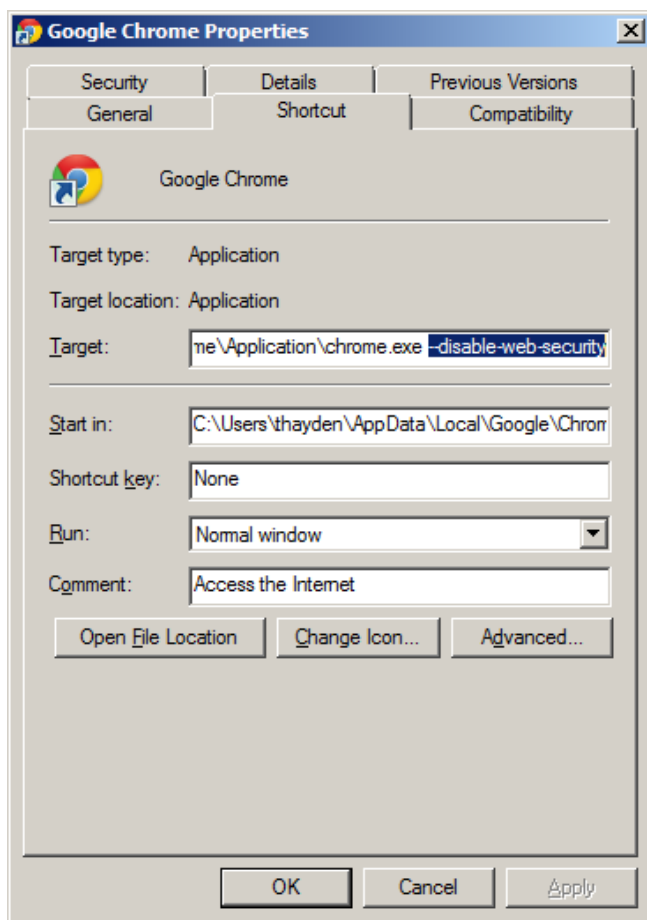 Google Chrome Properties
Security Details Previous Versions
General Shortcut Compatibility
Google Chrome
Target type: Application
Target location: Application
Target: me\Application\chrome.exe --disable-web-security
Start in: C:\Users\thayden\AppData\Local\Google\Chrom
Shortcut key: None
Run: Normal window
Comment: Access the Internet
Open File Location Change Icon... Advanced...
OK Cancel Apply